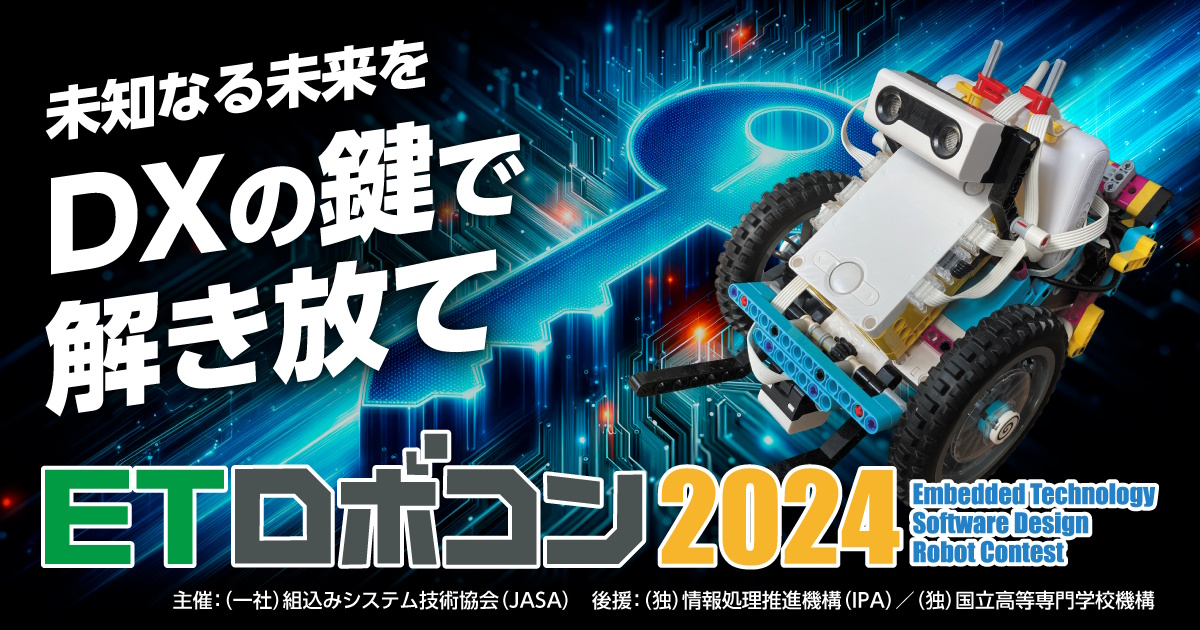 未知なる未来を
DXの鍵で
解き放て
ETロボコン2024
Embedded Technology
Software Design
Robot Contest
主催：（一社）組込みシステム技術協会（JASA）　後援：（独）情報処理推進機構（IPA）／（独）国立高等専門学校機構